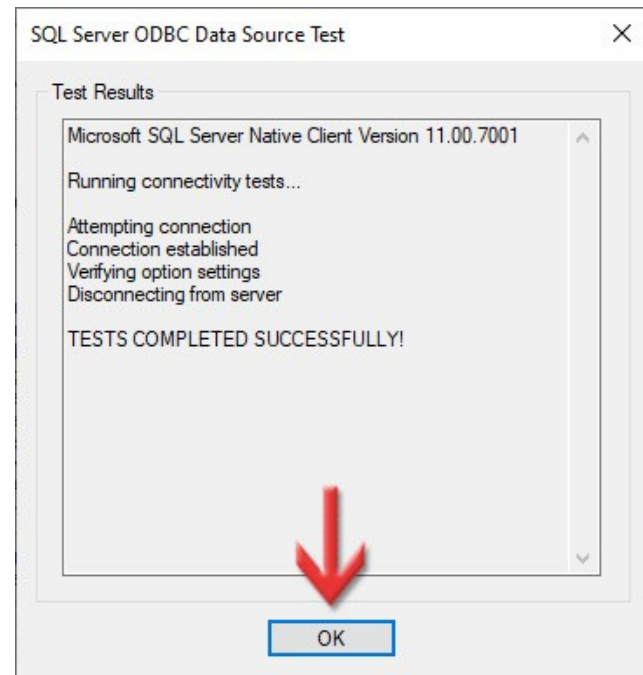 SQL Server ODBC Data Source Test
Test Results
Microsoft SQL Server Native Client Version 11.00.7001
Running connectivity tests...
Attempting connection
Connection established
Verifying option settings
Disconnecting from server
TESTS COMPLETED SUCCESSFULLY!
OK